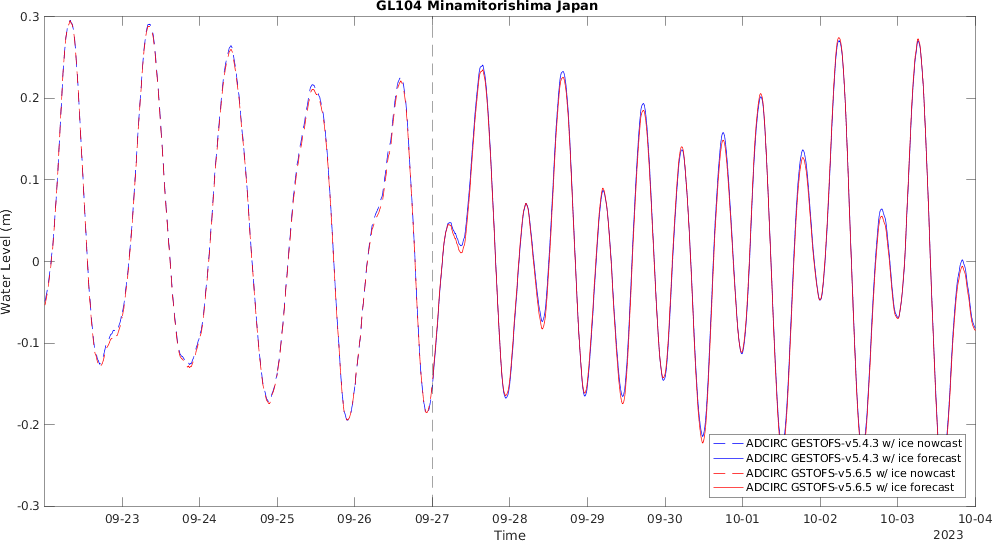 GL104 Minamitorishima Japan
0.3
0.2
0.1
0
-0.1
-0.2
-0.3
Water Level (m)
ADCIRC GESTOFS-v5.4.3 w/ ice nowcast
ADCIRC GESTOFS-v5.4.3 w/ ice forecast
ADCIRC GSTOFS-v5.6.5 w/ ice nowcast
ADCIRC GSTOFS-v5.6.5 w/ ice forecast
09-23 09-24 09-25 09-26 09-27 09-28 09-29 09-30 10-01 10-02 10-03 10-04
Time
2023